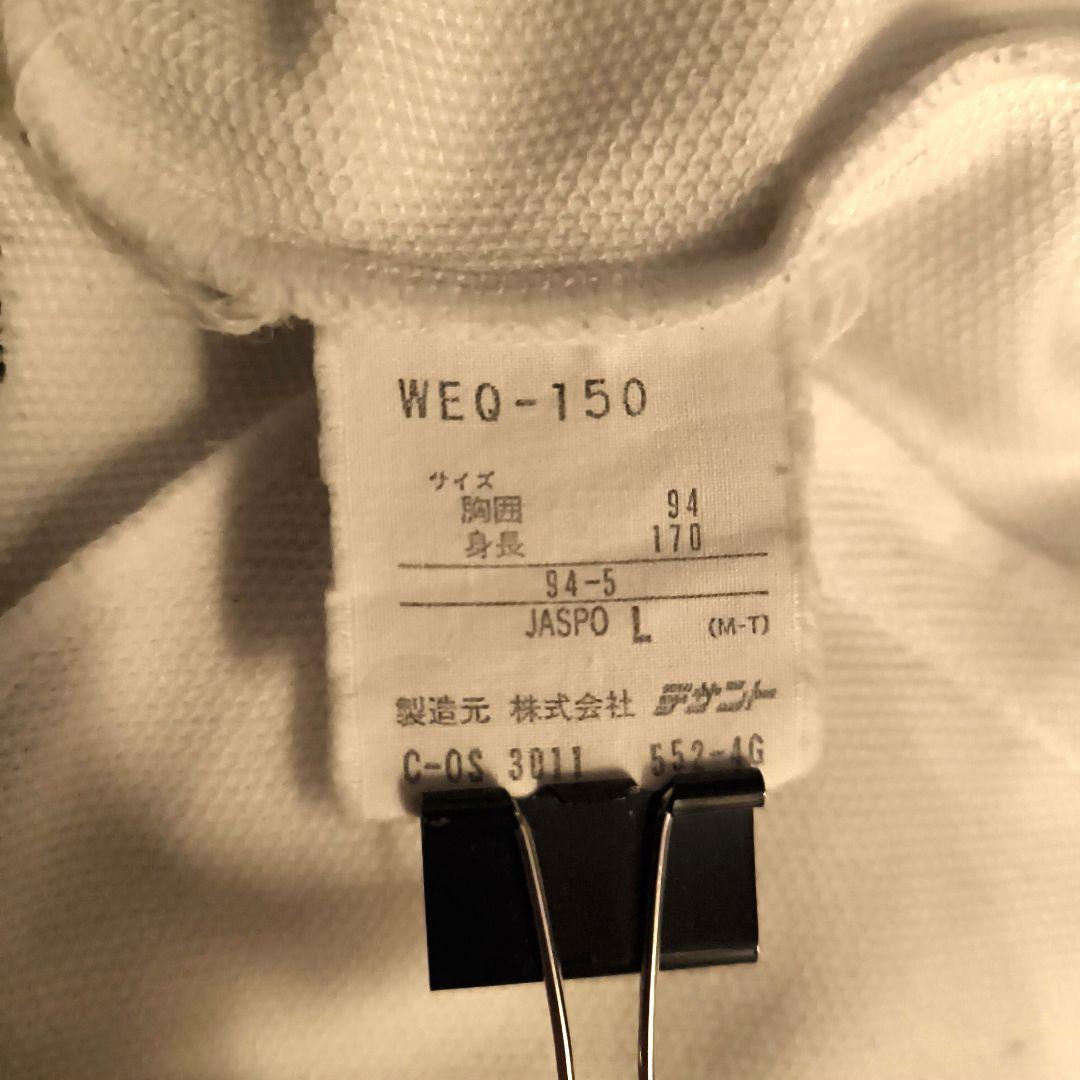 WEQ-150
サイズ
胸囲 94
身長 170
94-5
JASPO L (M-T)
製造元 株式会社 デサント
C-OS 3011 552-4G